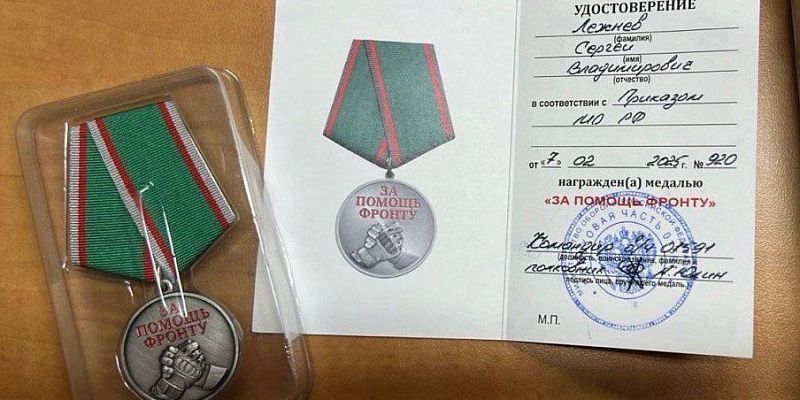 ЗА
ПОМОЩЬ
ФРОНТУ
ЗА
ПОМОЩЬ
ФРОНТУ
УДОСТОВЕРЕНИЕ
Лежнев
(фамилия)
Сергей
(имя)
Владимирович
(отчество)
в соответствии с Приказом
МО РФ
от «7» 02 2025 г. № 920
награжден(а) медалью
«ЗА ПОМОЩЬ ФРОНТУ»
Командир в/ч
(должность, воинское звание, фамилия
полковник
подпись лица, вручившего медаль.
М.П.